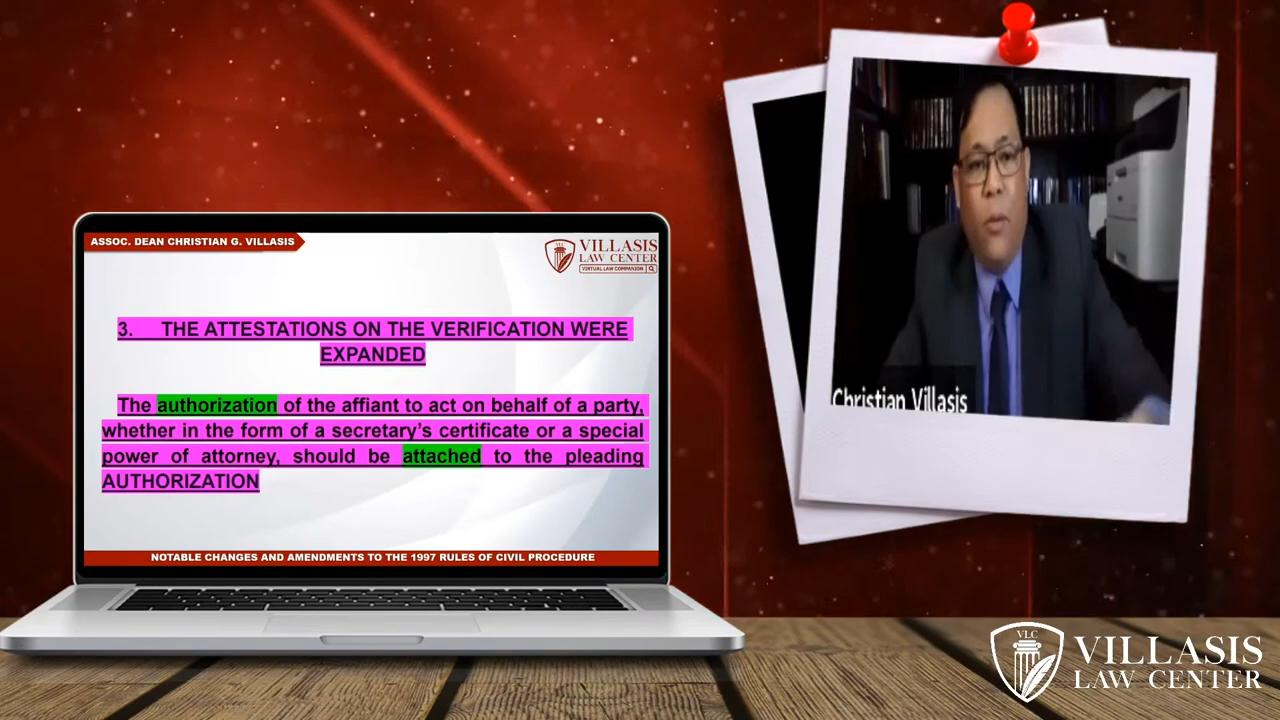 ASSOC. DEAN CHRISTIAN G. VILLASIS
VLC
VILLASIS
LAW CENTER
VIRTUAL LAW COMPANION
3. THE ATTESTATIONS ON THE VERIFICATION WERE
EXPANDED
The authorization of the affiant to act on behalf of a party,
whether in the form of a secretary’s certificate or a special
power of attorney, should be attached to the pleading
AUTHORIZATION
NOTABLE CHANGES AND AMENDMENTS TO THE 1997 RULES OF CIVIL PROCEDURE
Christian Villasis
VLC
VILLASIS
LAW CENTER